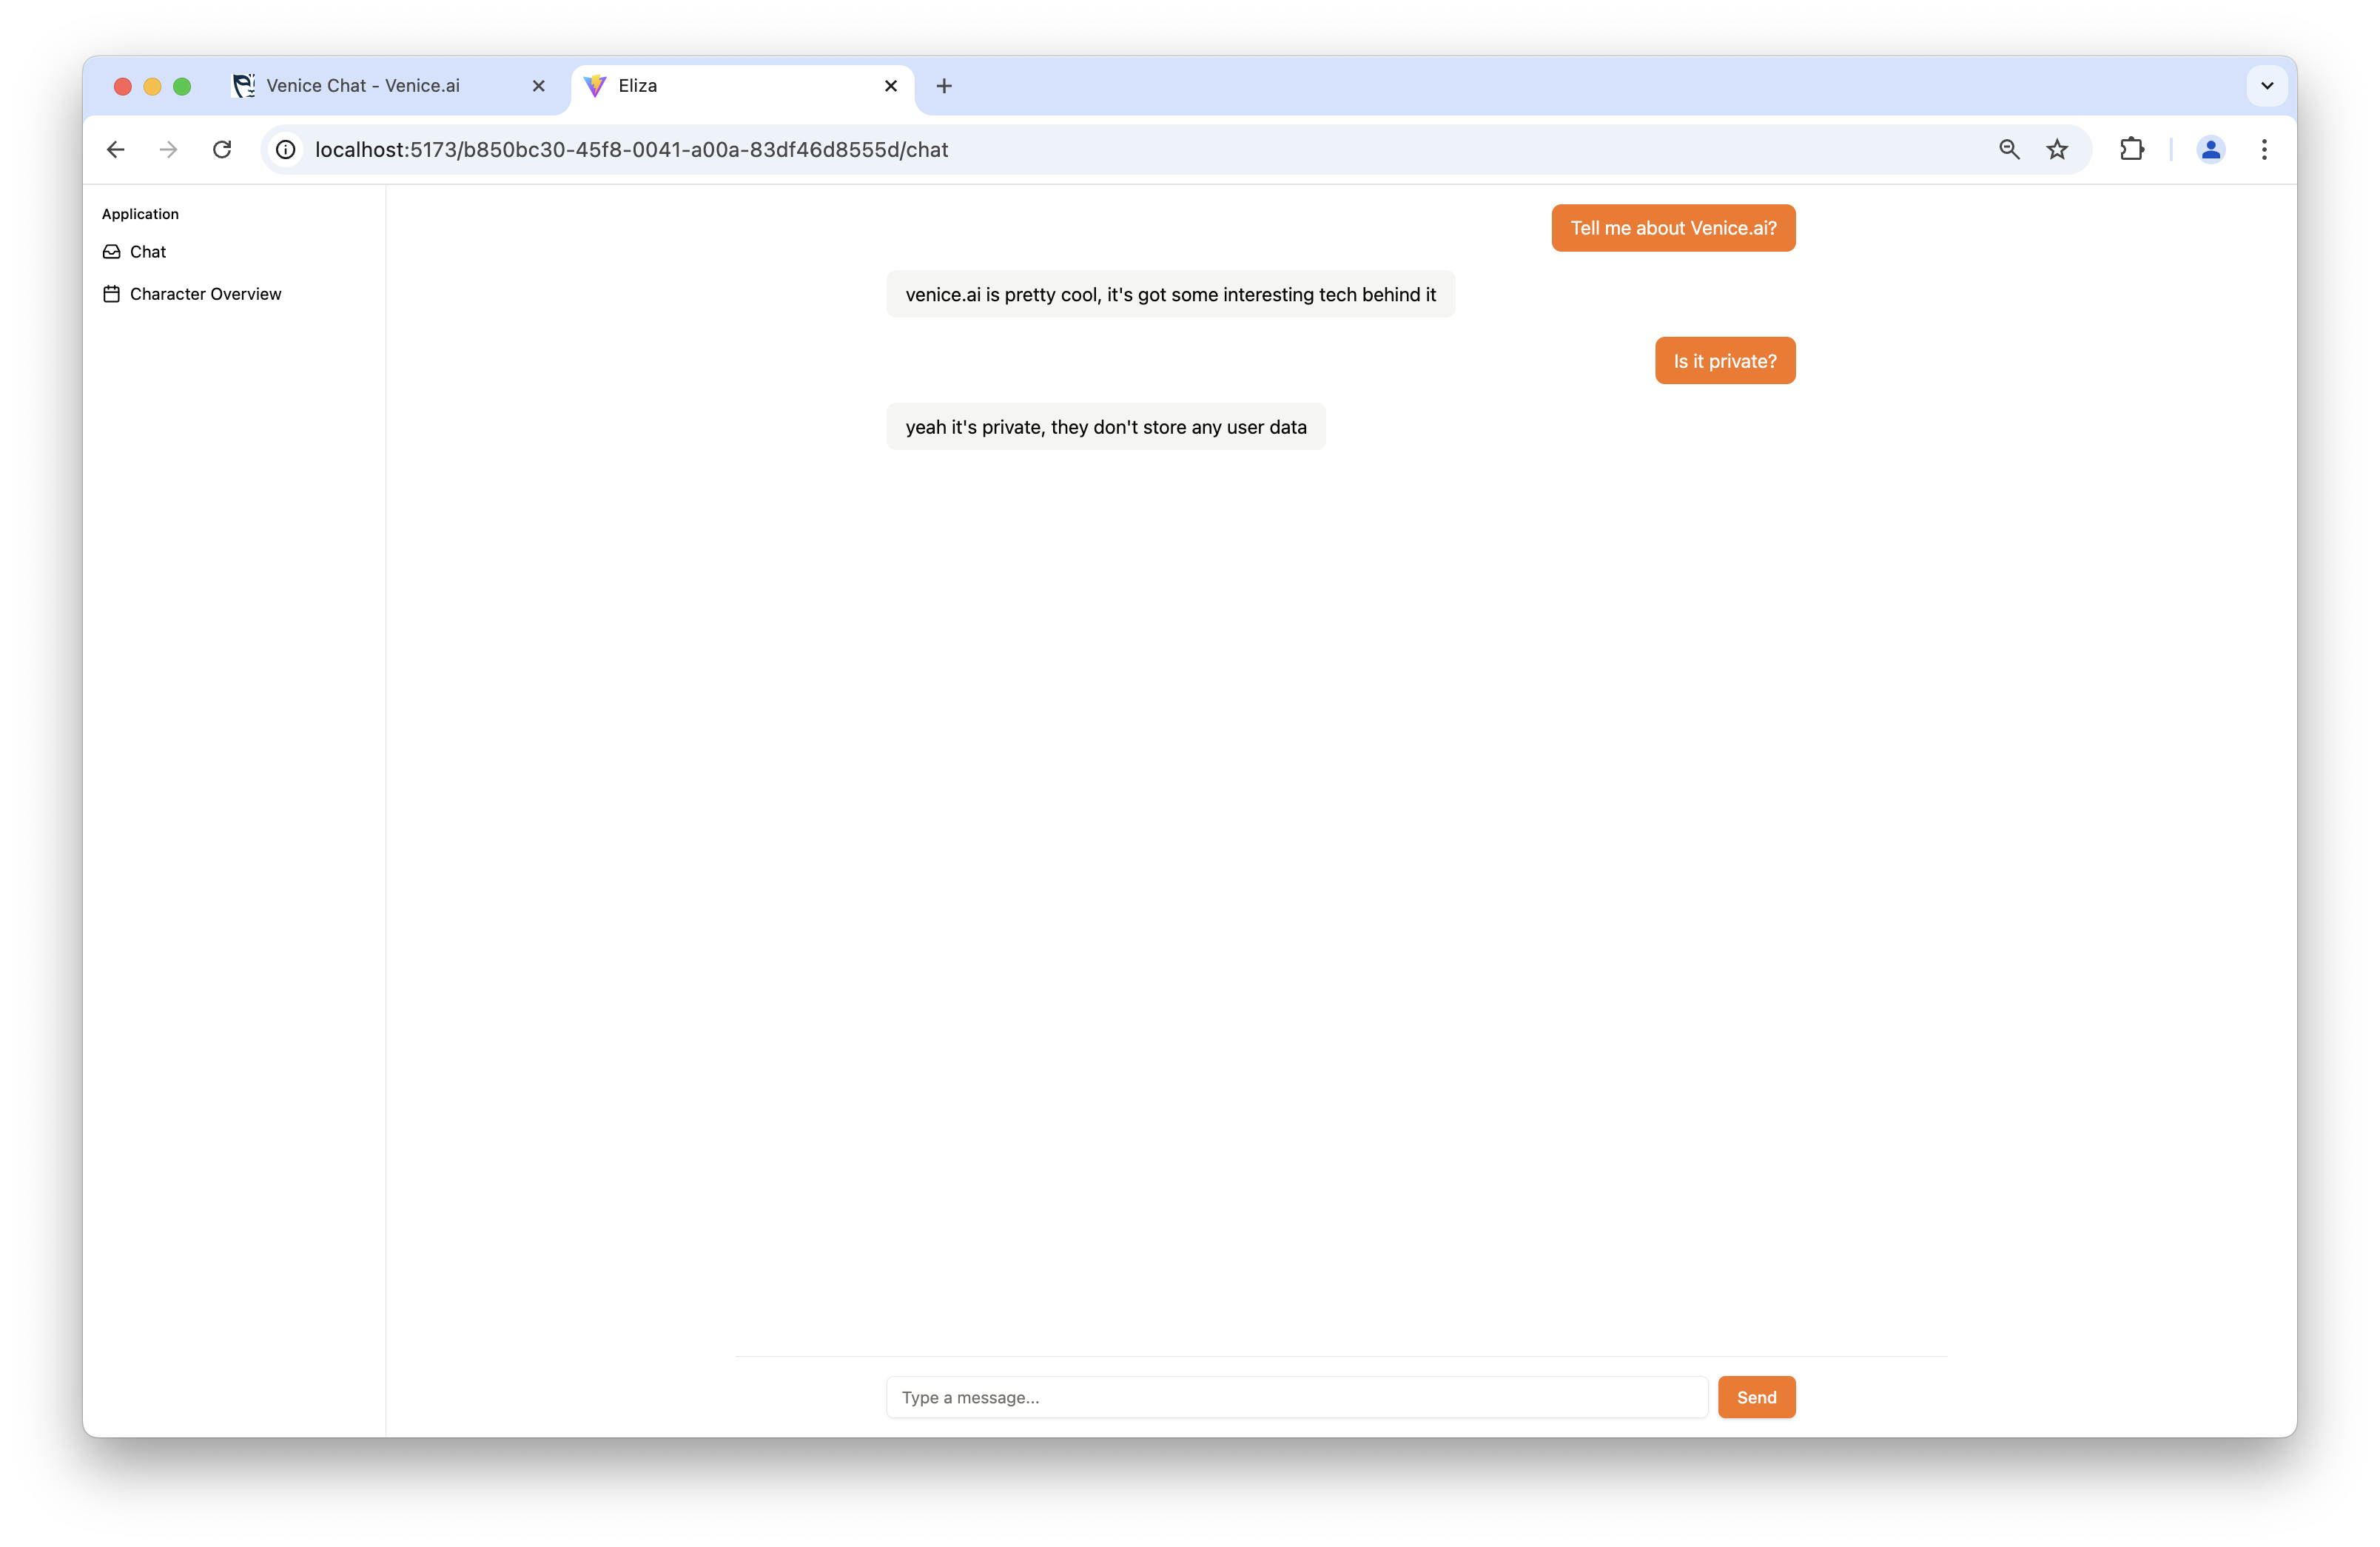 Venice Chat - Venice.ai
Eliza
localhost:5173/b850bc30-45f8-0041-a00a-83df46d8555d/chat
Application
Chat
Character Overview
Tell me about Venice.ai?
venice.ai is pretty cool, it's got some interesting tech behind it
Is it private?
yeah it's private, they don't store any user data
Type a message...
Send